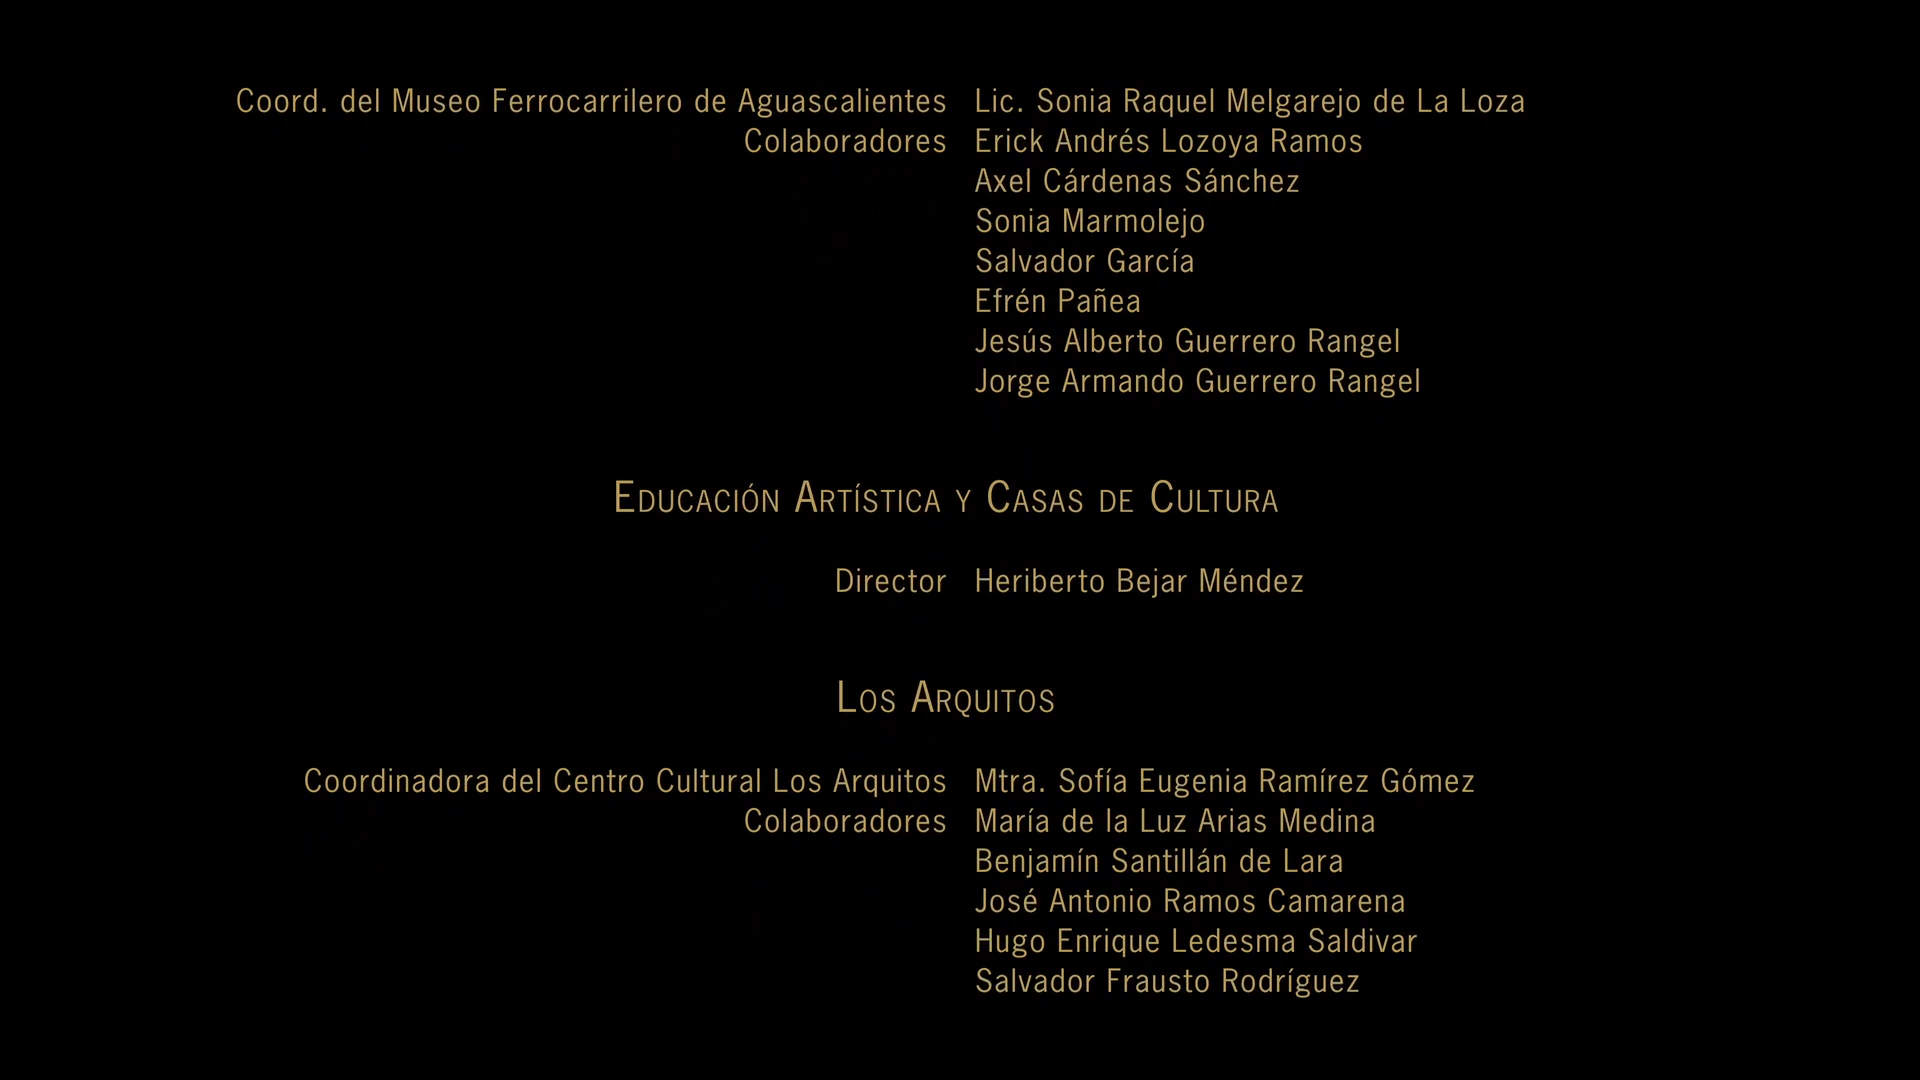 Coord. del Museo Ferrocarrilero de Aguascalientes Lic. Sonia Raquel Melgarejo de La Loza
Colaboradores Erick Andrés Lozoya Ramos
Axel Cárdenas Sánchez
Sonia Marmolejo
Salvador García
Efrén Pañea
Jesús Alberto Guerrero Rangel
Jorge Armando Guerrero Rangel
Educación Artística y Casas de Cultura
Director Heriberto Bejar Méndez
Los Arquitos
Coordinadora del Centro Cultural Los Arquitos Mtra. Sofía Eugenia Ramírez Gómez
Colaboradores María de la Luz Arias Medina
Benjamín Santillán de Lara
José Antonio Ramos Camarena
Hugo Enrique Ledesma Saldivar
Salvador Frausto Rodríguez